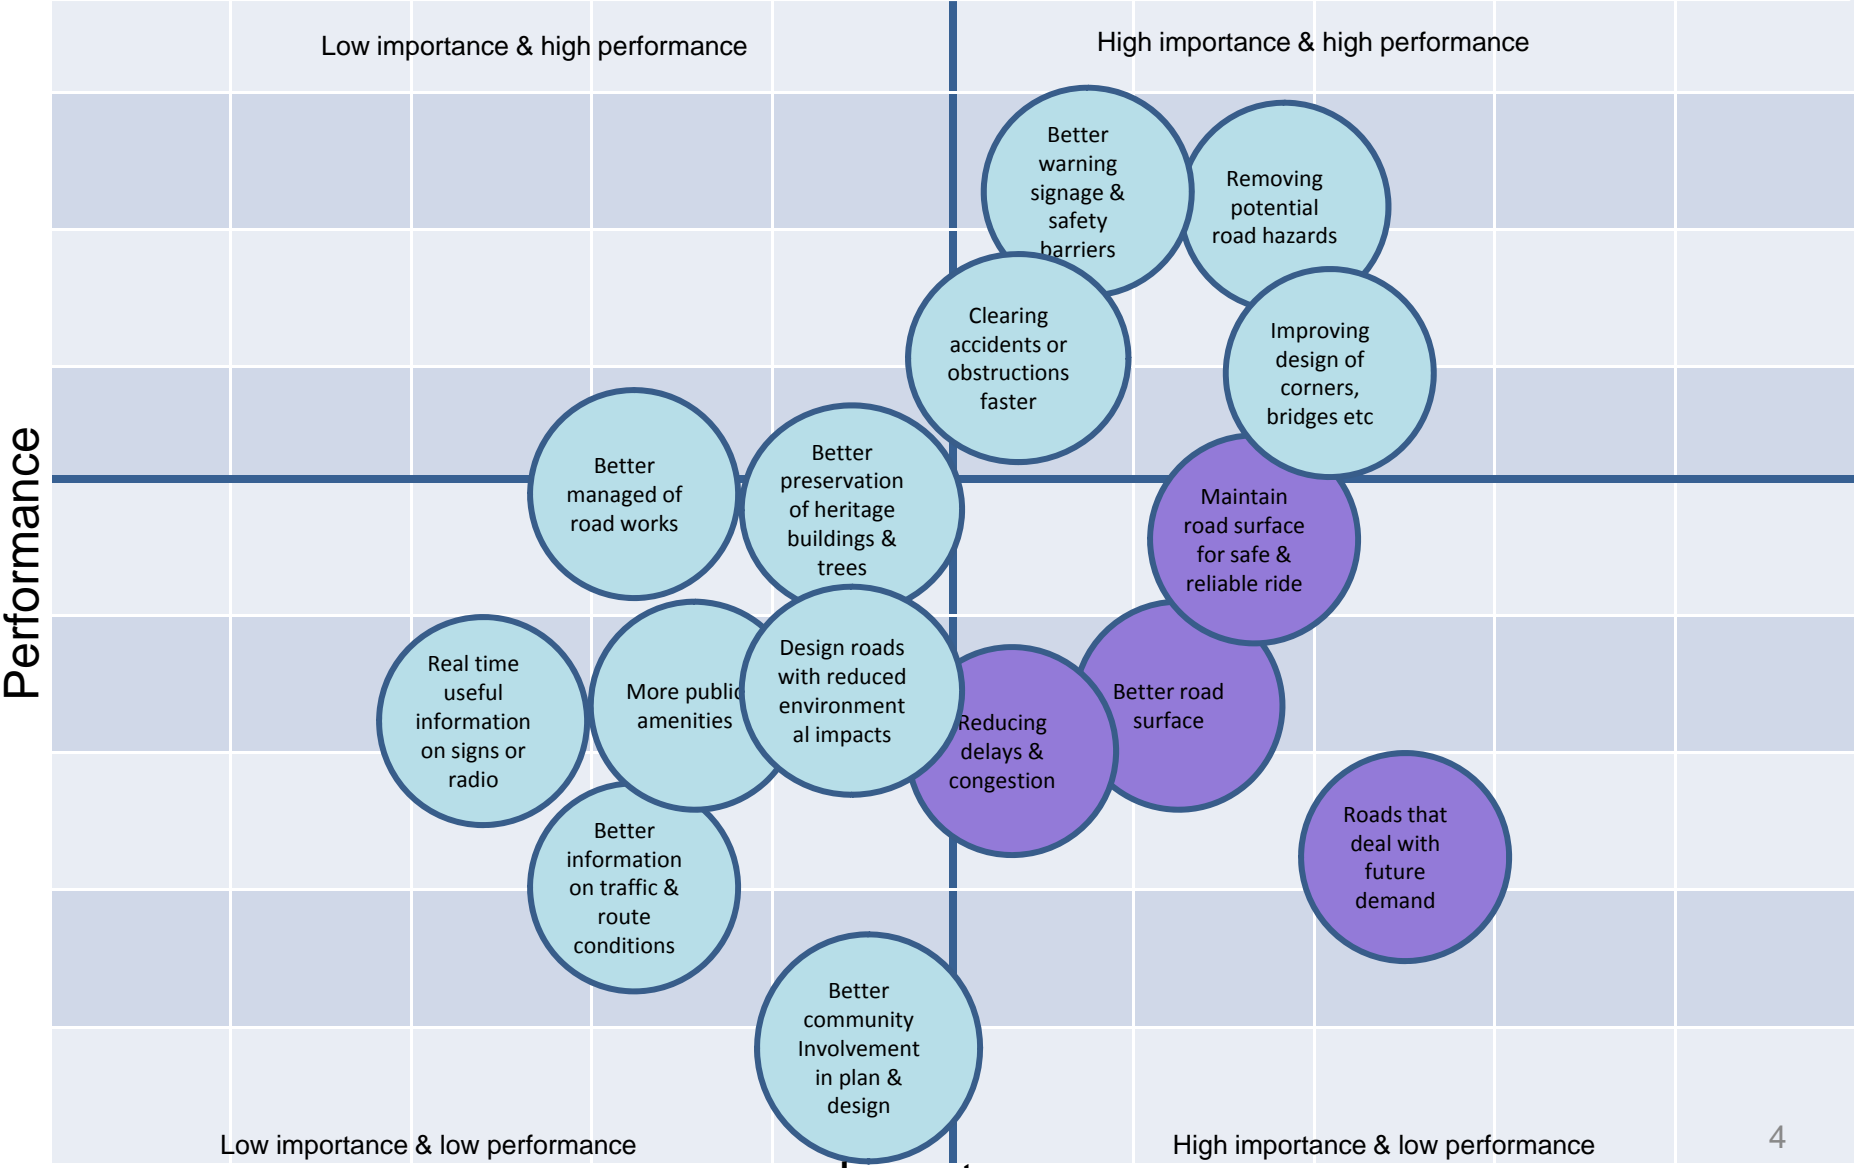 Low importance & high performance
High importance & high performance
Better
warning
signage &
safety
barriers
Removing
potential
road hazards
Clearing
accidents or
obstructions
faster
Improving
design of
corners,
bridges etc
Performance
Better
managed of
road works
Better
preservation
of heritage
buildings &
trees
Maintain
road surface
for safe &
reliable ride
Real time
useful
information
on signs or
radio
More public
amenities
Design roads
with reduced
environment
al impacts
Reducing
delays &
congestion
Better road
surface
Roads that
deal with
future
demand
Better
information
on traffic &
route
conditions
Better
community
Involvement
in plan &
design
Low importance & low performance
High importance & low performance
4